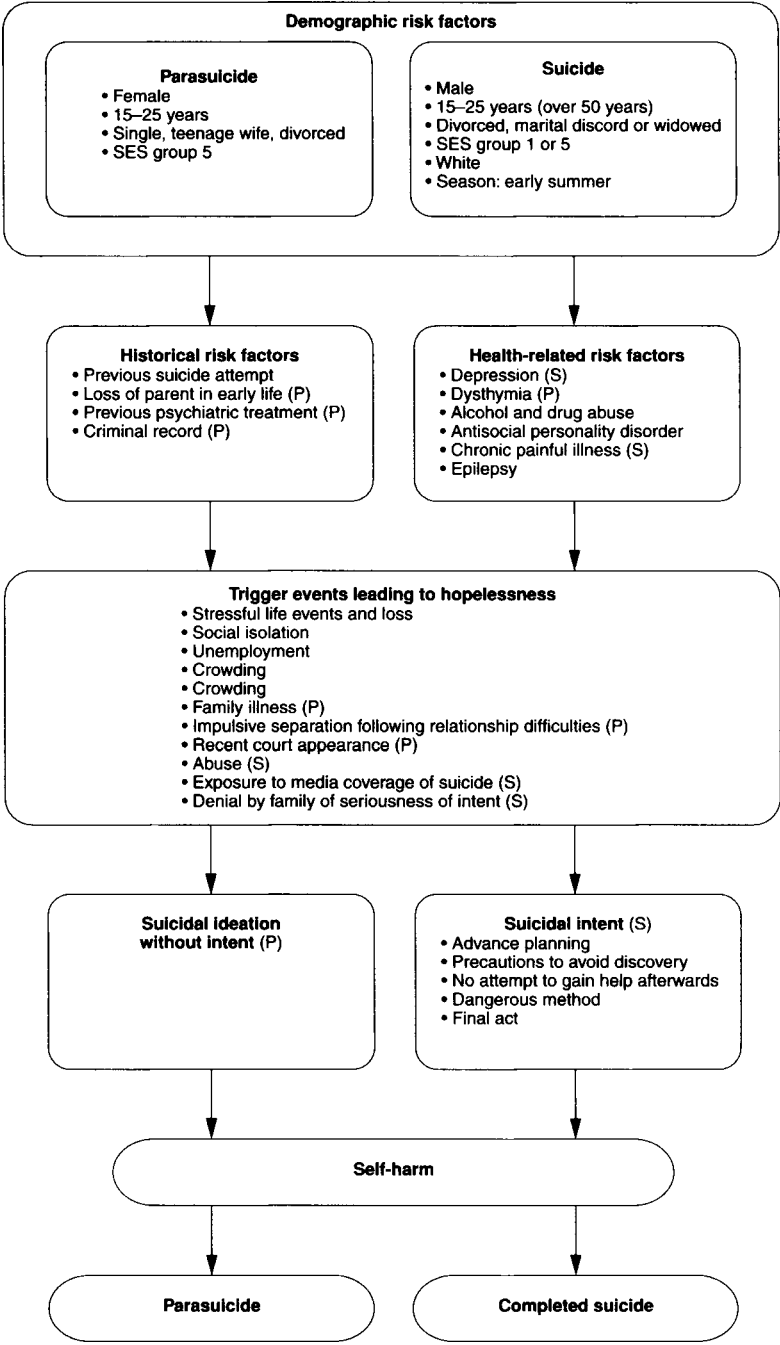 Demographic risk factors
Parasuicide
• Female
• 15–25 years
• Single, teenage wife, divorced
• SES group 5
Suicide
• Male
• 15–25 years (over 50 years)
• Divorced, marital discord or widowed
• SES group 1 or 5
• White
• Season: early summer
Historical risk factors
• Previous suicide attempt
• Loss of parent in early life (P)
• Previous psychiatric treatment (P)
• Criminal record (P)
Health-related risk factors
• Depression (S)
• Dysthymia (P)
• Alcohol and drug abuse
• Antisocial personality disorder
• Chronic painful illness (S)
• Epilepsy
Trigger events leading to hopelessness
• Stressful life events and loss
• Social isolation
• Unemployment
• Crowding
• Crowding
• Family illness (P)
• Impulsive separation following relationship difficulties (P)
• Recent court appearance (P)
• Abuse (S)
• Exposure to media coverage of suicide (S)
• Denial by family of seriousness of intent (S)
Suicidal ideation
without intent (P)
Suicidal intent (S)
• Advance planning
• Precautions to avoid discovery
• No attempt to gain help afterwards
• Dangerous method
• Final act
Self-harm
Parasuicide
Completed suicide